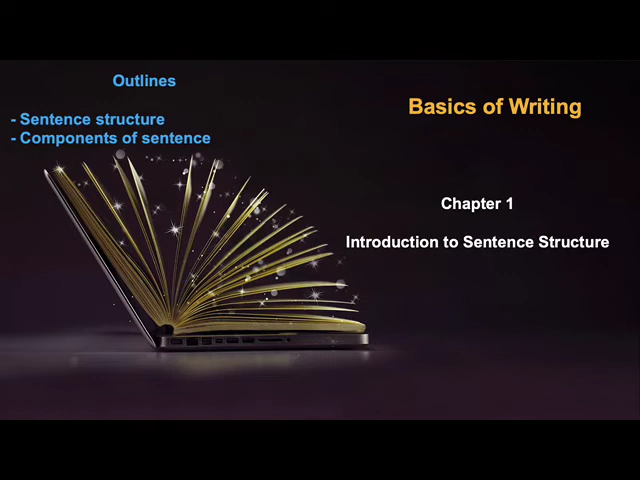 Outlines
- Sentence structure
- Components of sentence
Basics of Writing
Chapter 1
Introduction to Sentence Structure